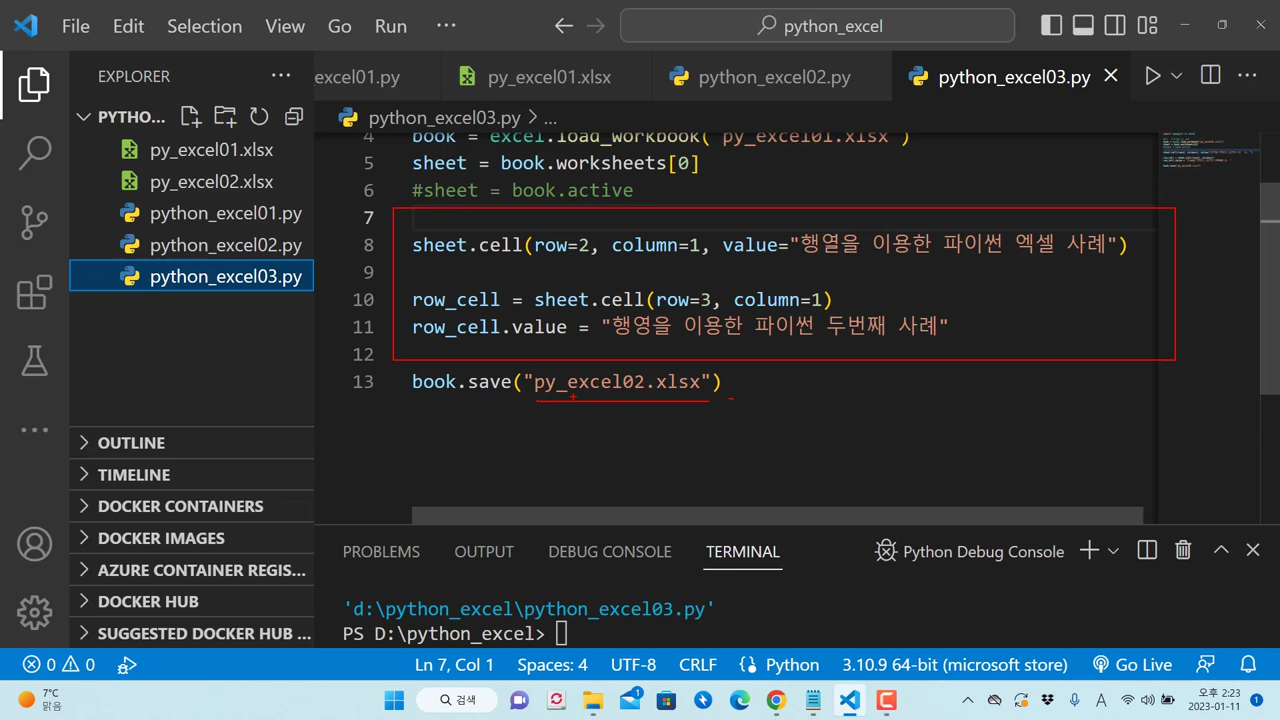 File Edit Selection View Go Run ··· python_excel
EXPLORER ···
PYTHO...
py_excel01.xlsx
py_excel02.xlsx
python_excel01.py
python_excel02.py
python_excel03.py
OUTLINE
TIMELINE
DOCKER CONTAINERS
DOCKER IMAGES
AZURE CONTAINER REGIS...
DOCKER HUB
SUGGESTED DOCKER HUB ...
excel01.py py_excel01.xlsx python_excel02.py python_excel03.py
python_excel03.py > ...
4 book = excel.load_workbook("py_excel01.xlsx")
5 sheet = book.worksheets[0]
6 #sheet = book.active
7
8 sheet.cell(row=2, column=1, value="행열을 이용한 파이썬 엑셀 사례")
9
10 row_cell = sheet.cell(row=3, column=1)
11 row_cell.value = "행영을 이용한 파이썬 두번째 사례"
12
13 book.save("py_excel02.xlsx")
PROBLEMS OUTPUT DEBUG CONSOLE TERMINAL Python Debug Console
'd:\python_excel\python_excel03.py'
PS D:\python_excel>
0 0 Ln 7, Col 1 Spaces: 4 UTF-8 CRLF Python 3.10.9 64-bit (microsoft store) Go Live
7°C
맑음
검색
1
A
오후 2:23
2023-01-11
1